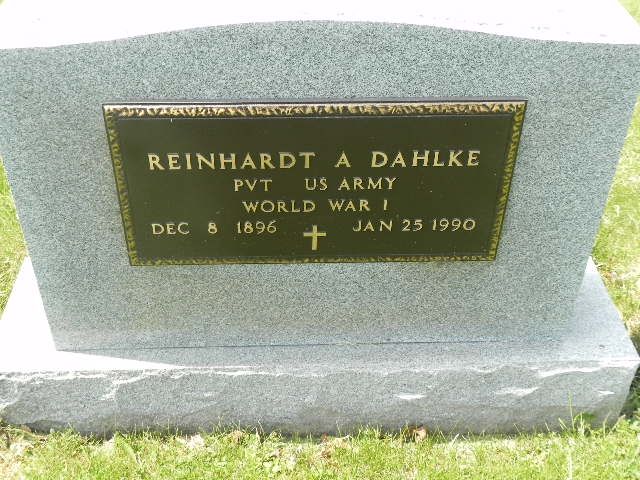 REINHARDT A DAHLKE
PVT US ARMY
WORLD WAR I
DEC 8 1896 JAN 25 1990